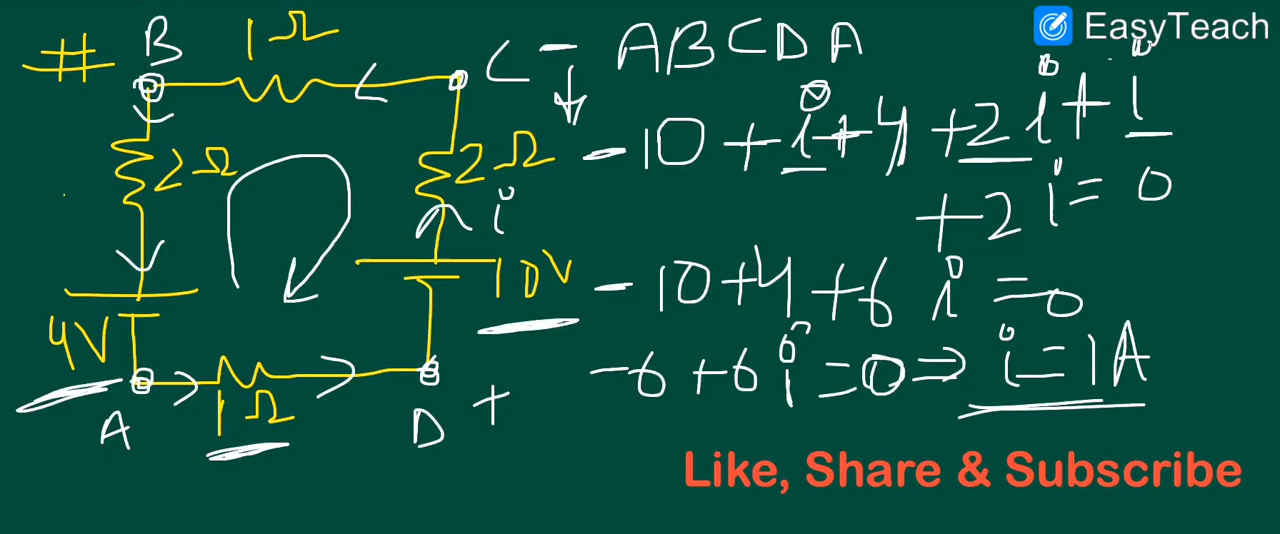 EasyTeach
# B 1Ω C - ABCDA
2Ω 2Ω i
-10 + i + 4 + 2i + i
+ 2i = 0
4V 10V
-10 + 4 + 6i = 0
-6 + 6i = 0 ⇒ i = 1A
A 1Ω D +
Like, Share & Subscribe